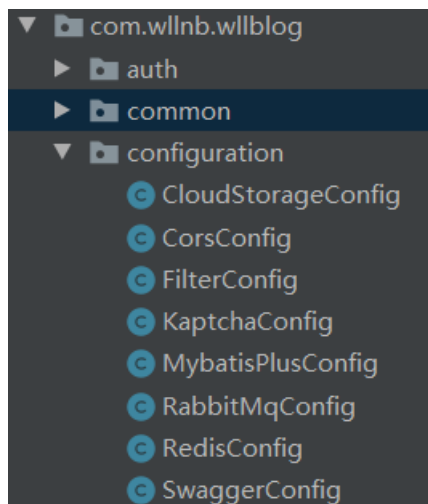 com.wllnb.wllblog
auth
common
configuration
CloudStorageConfig
CorsConfig
FilterConfig
KaptchaConfig
MybatisPlusConfig
RabbitMqConfig
RedisConfig
SwaggerConfig